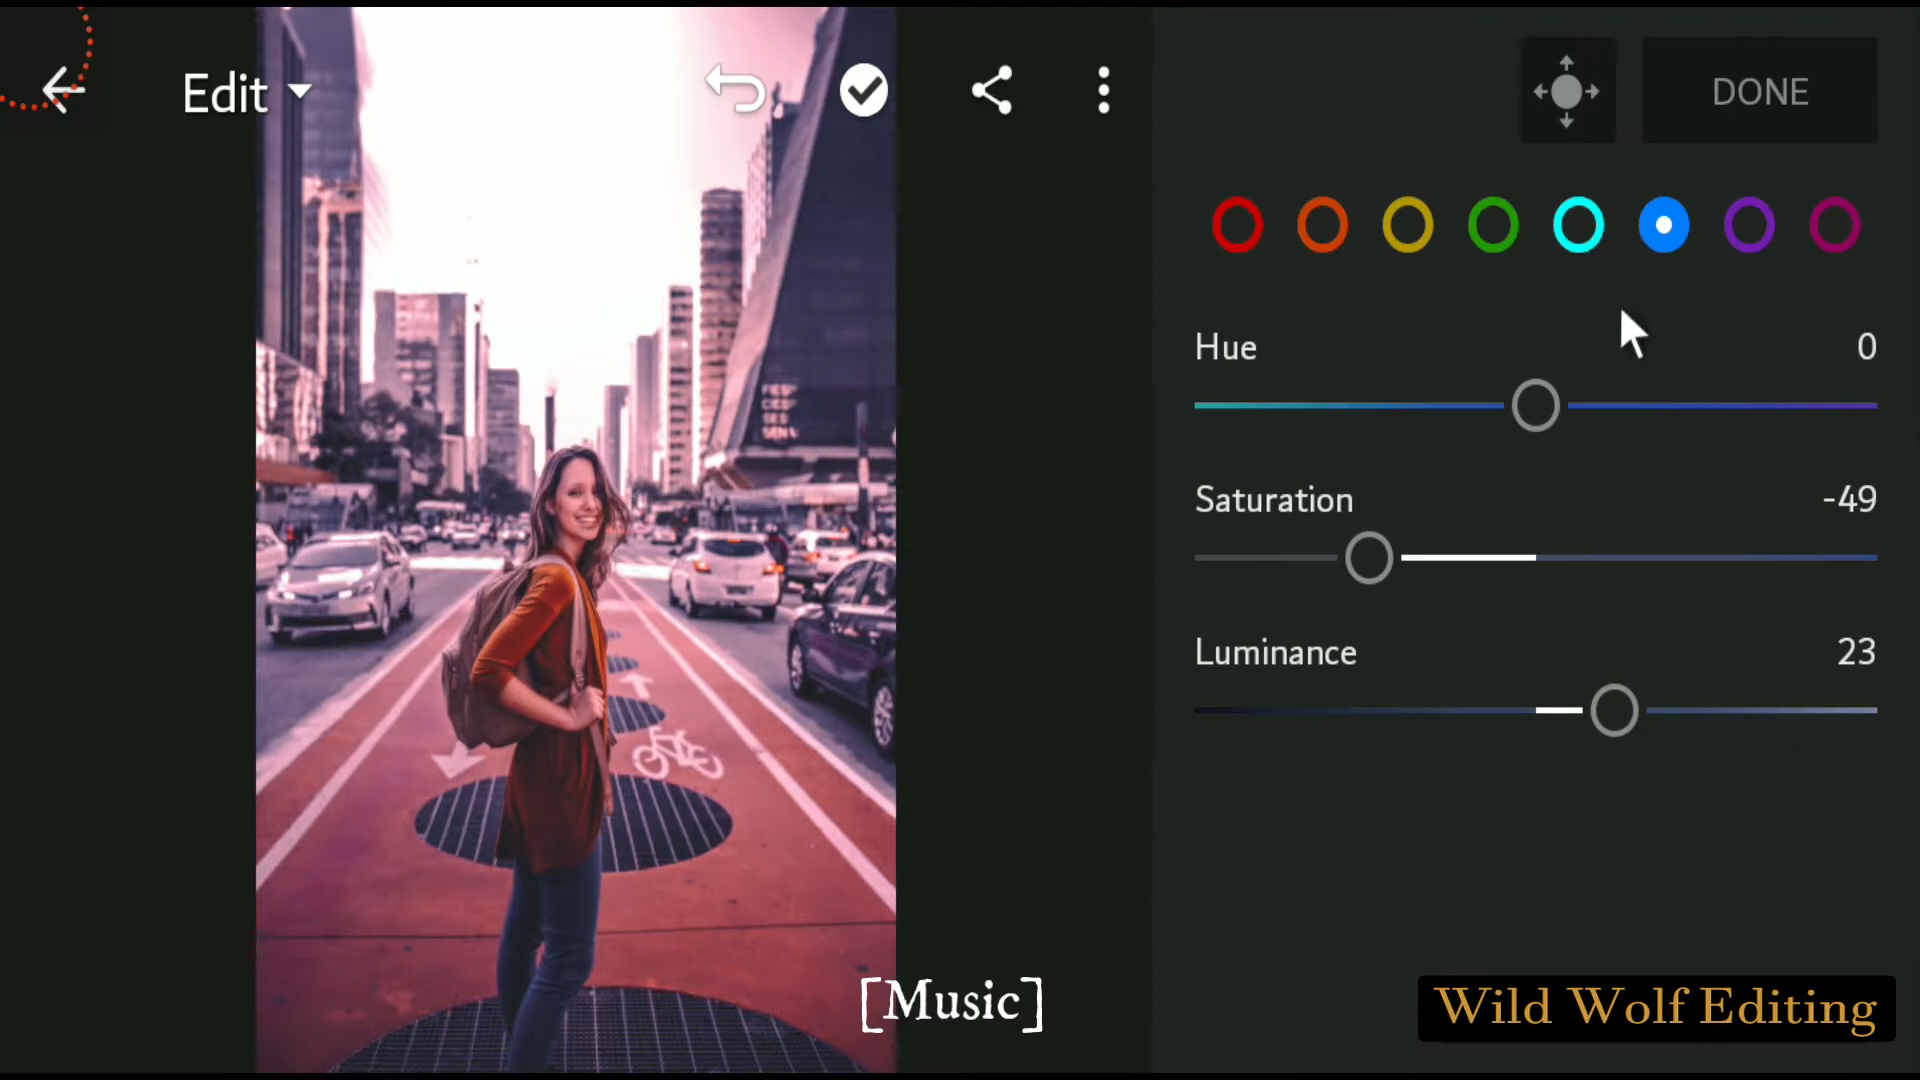 Edit
DONE
Hue 0
Saturation -49
Luminance 23
[Music]
Wild Wolf Editing